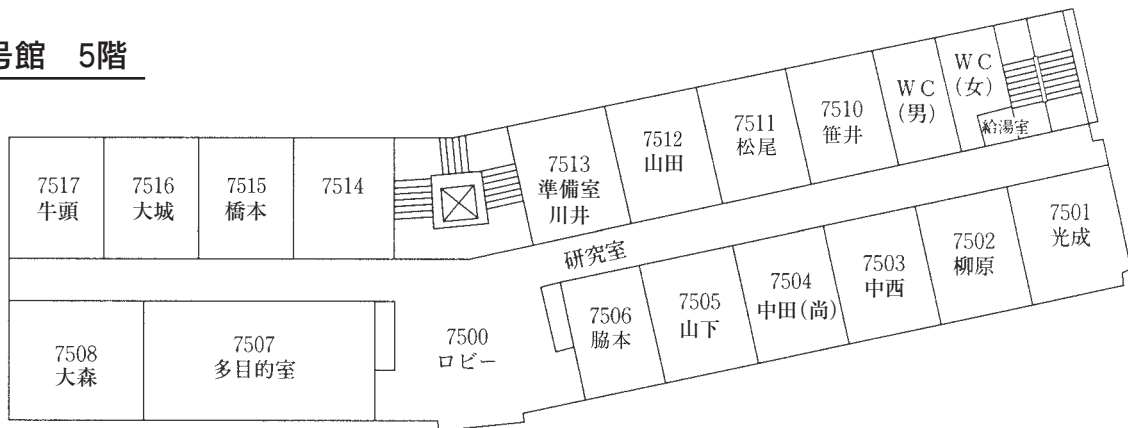 号館 5階
7517
牛頭
7516
大城
7515
橋本
7514
7513
準備室
川井
7512
山田
7511
松尾
7510
笹井
WC
(男)
WC
(女)
給湯室
研究室
7508
大森
7507
多目的室
7500
ロビー
7506
脇本
7505
山下
7504
中田(尚)
7503
中西
7502
柳原
7501
光成